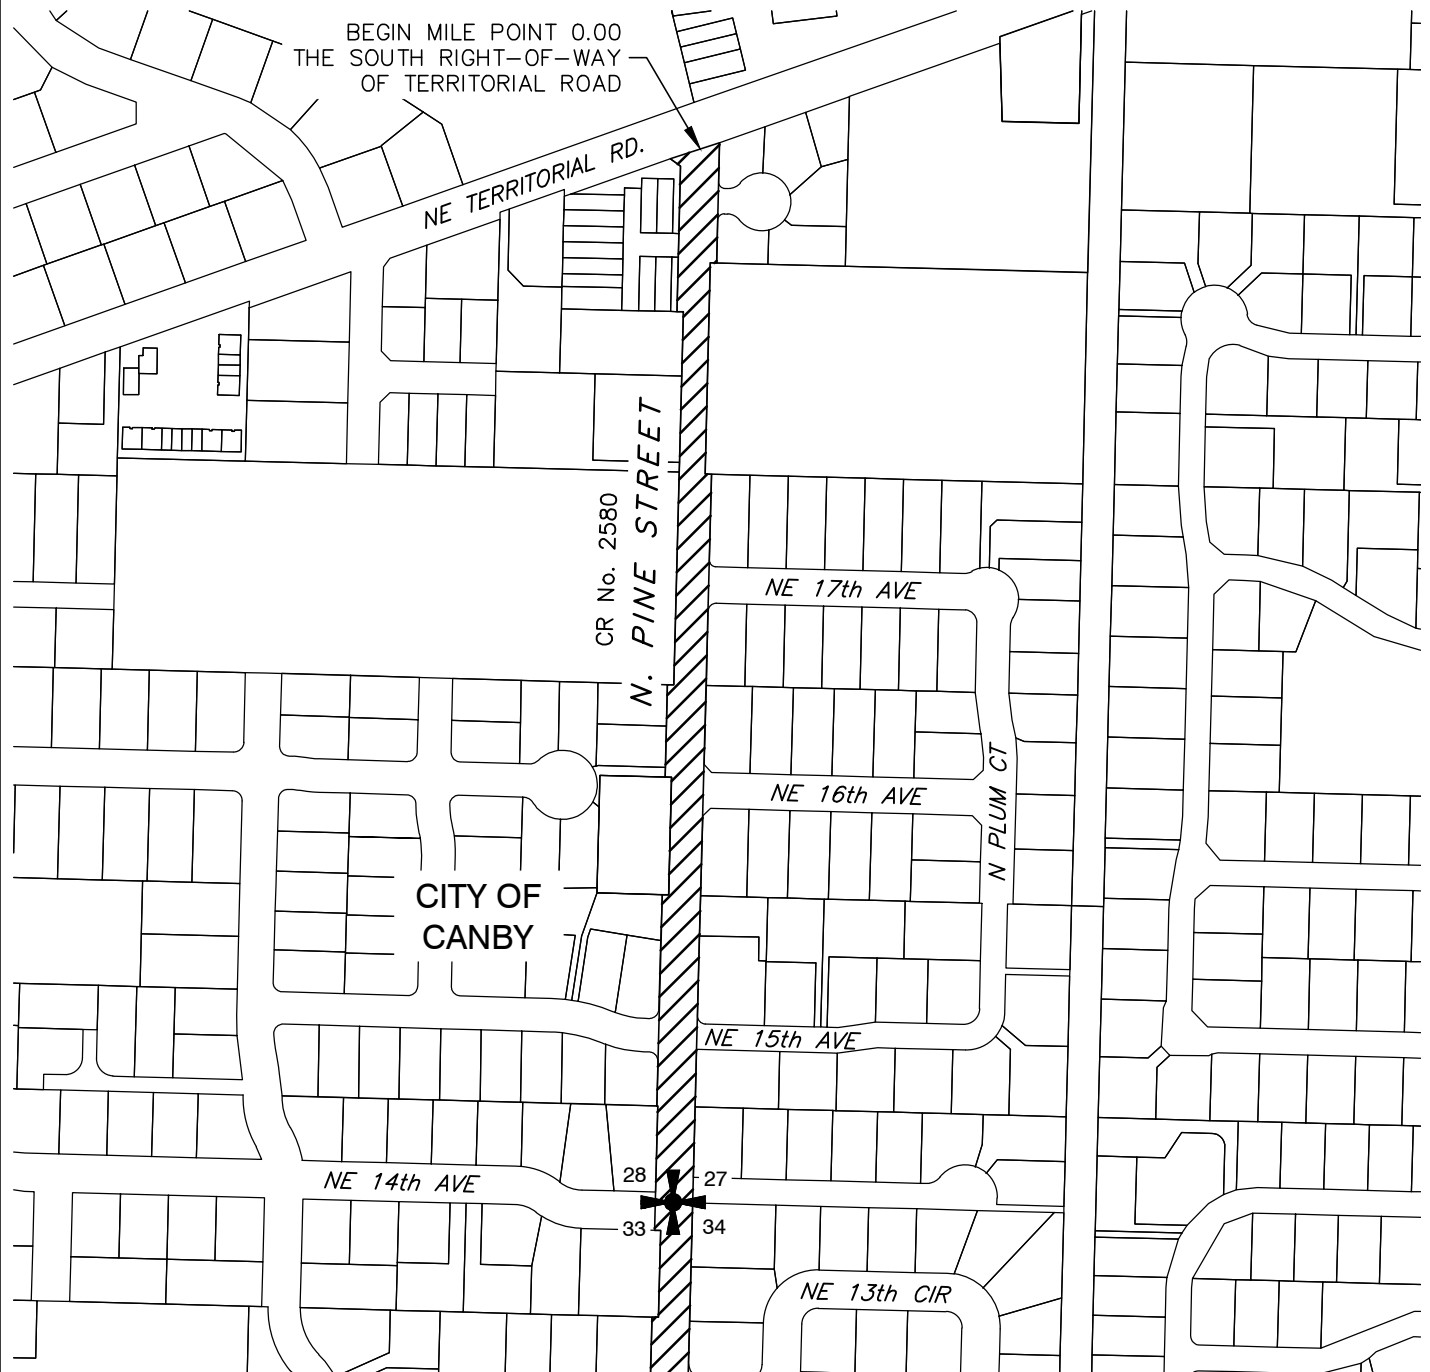 BEGIN MILE POINT 0.00
THE SOUTH RIGHT-OF-WAY
OF TERRITORIAL ROAD
NE TERRITORIAL RD.
N. PINE STREET
CR No. 2580
NE 17th AVE
N PLUM CT
NE 16th AVE
CITY OF
CANBY
NE 15th AVE
28
27
NE 14th AVE
33
34
NE 13th CIR